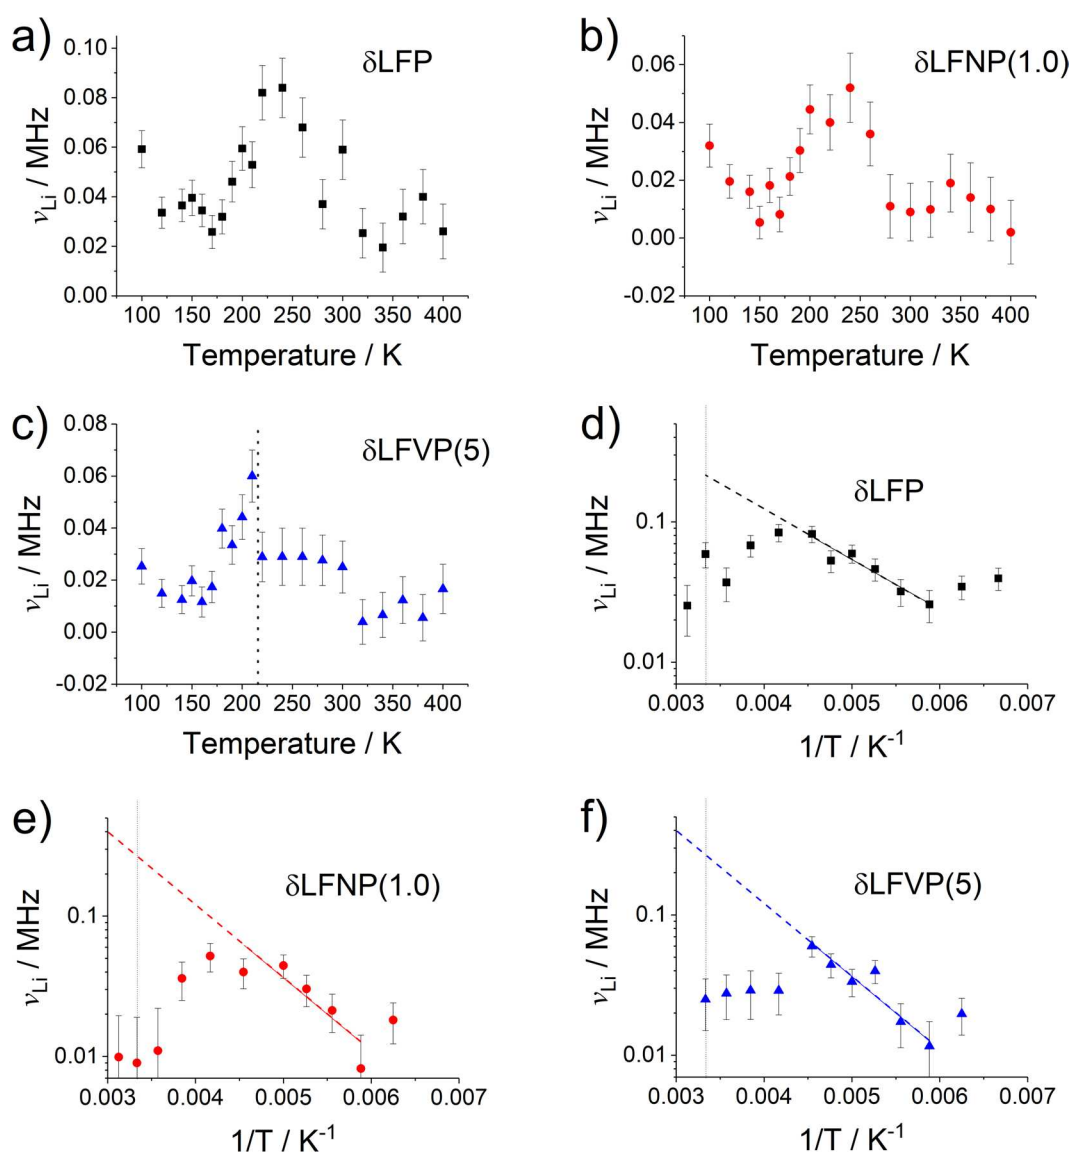 a)
δLFP
0.10
0.08
0.06
0.04
0.02
0.00
νLi / MHz
100 150 200 250 300 350 400
Temperature / K
b)
δLFNP(1.0)
0.06
0.04
0.02
0.00
-0.02
νLi / MHz
100 150 200 250 300 350 400
Temperature / K
c)
δLFVP(5)
0.08
0.06
0.04
0.02
0.00
-0.02
νLi / MHz
100 150 200 250 300 350 400
Temperature / K
d)
δLFP
0.1
0.01
νLi / MHz
0.003 0.004 0.005 0.006 0.007
1/T / K-1
e)
δLFNP(1.0)
0.1
0.01
νLi / MHz
0.003 0.004 0.005 0.006 0.007
1/T / K-1
f)
δLFVP(5)
0.1
0.01
νLi / MHz
0.003 0.004 0.005 0.006 0.007
1/T / K-1